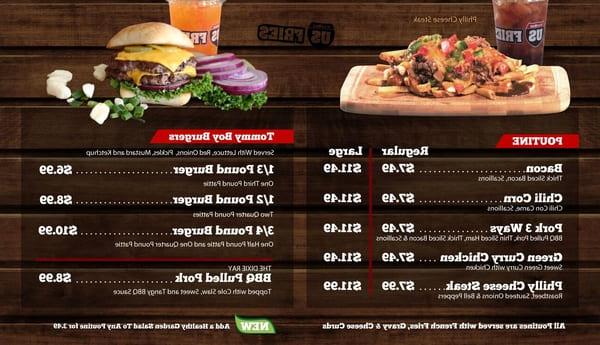 Philly Cheese Steak
US FRIES
US FRIES
US FRIES
POUTINE
Regular Large
Bacon $7.49 $11.49
Thick Sliced Bacon, Scallions
Chili Corn $7.49 $11.49
Chili Con Carne, Scallions
Pork 3 Ways $7.49 $11.49
BBQ Pulled Pork, Thin Sliced Ham, Thick Sliced Bacon & Scallions
Green Curry Chicken $7.49 $11.49
Sweet Green Curry with Chicken
Philly Cheese Steak $7.99 $11.99
Roastbeef, Sauteed Onions & Bell Peppers
All Poutines are served with French Fries, Gravy & Cheese Curds
Tommy Boy Burgers
Served With Lettuce, Red Onions, Pickles, Mustard and Ketchup
1/3 Pound Burger $6.99
One Third Pound Pattie
1/2 Pound Burger $8.99
Two Quarter Pound Patties
3/4 Pound Burger $10.99
One Half Pound Pattie and One Quarter Pound Pattie
THE DIXIE RAY
BBQ Pulled Pork $8.99
Topped with Cole Slaw, Sweet and Tangy BBQ Sauce
NEW Add a Healthy Garden Salad To Any Poutine for 3.49